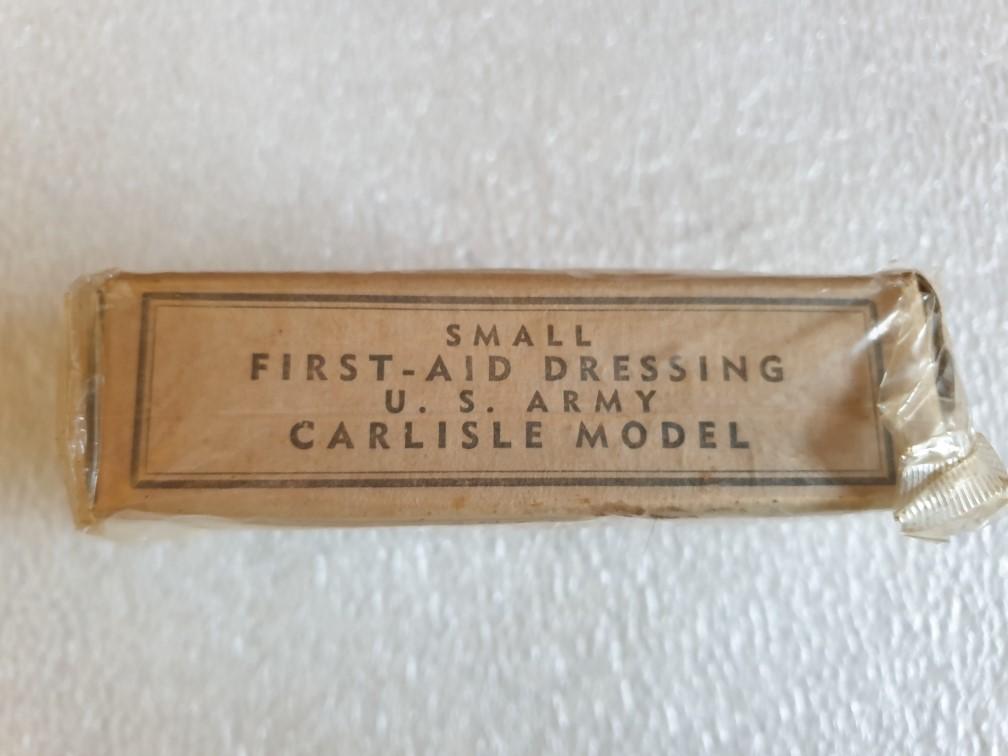 SMALL
FIRST-AID DRESSING
U. S. ARMY
CARLISLE MODEL